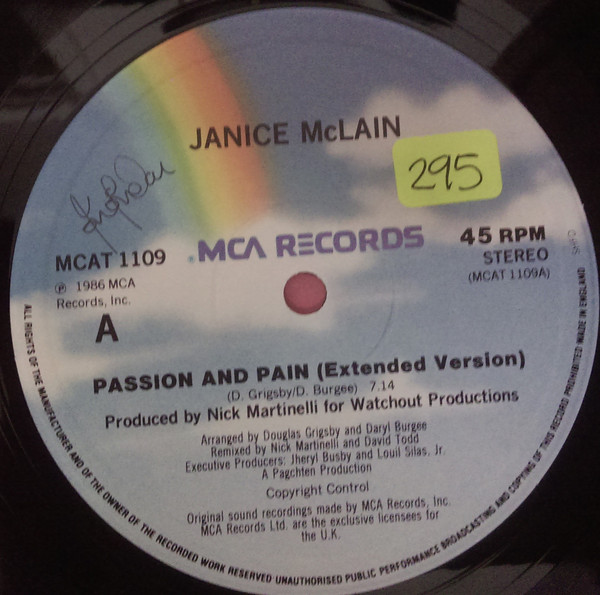 JANICE McLAIN
295
MCA RECORDS
MCAT 1109
℗ 1986 MCA
Records, Inc.
A
45 RPM
STEREO
(MCAT 1109A)
PASSION AND PAIN (Extended Version)
(D. Grigsby/D. Burgee) 7.14
Produced by Nick Martinelli for Watchout Productions
Arranged by Douglas Grigsby and Daryl Burgee
Remixed by Nick Martinelli and David Todd
Executive Producers: Jheryl Busby and Louil Silas, Jr.
A Pagchten Production
Copyright Control
Original sound recordings made by MCA Records, Inc.
MCA Records Ltd. are the exclusive licensees for
the U.K.
ALL RIGHTS OF THE MANUFACTURER AND OF THE OWNER OF THE RECORDED WORK RESERVED UNAUTHORISED PUBLIC PERFORMANCE BROADCASTING AND COPYING OF THIS RECORD PROHIBITED MADE IN ENGLAND